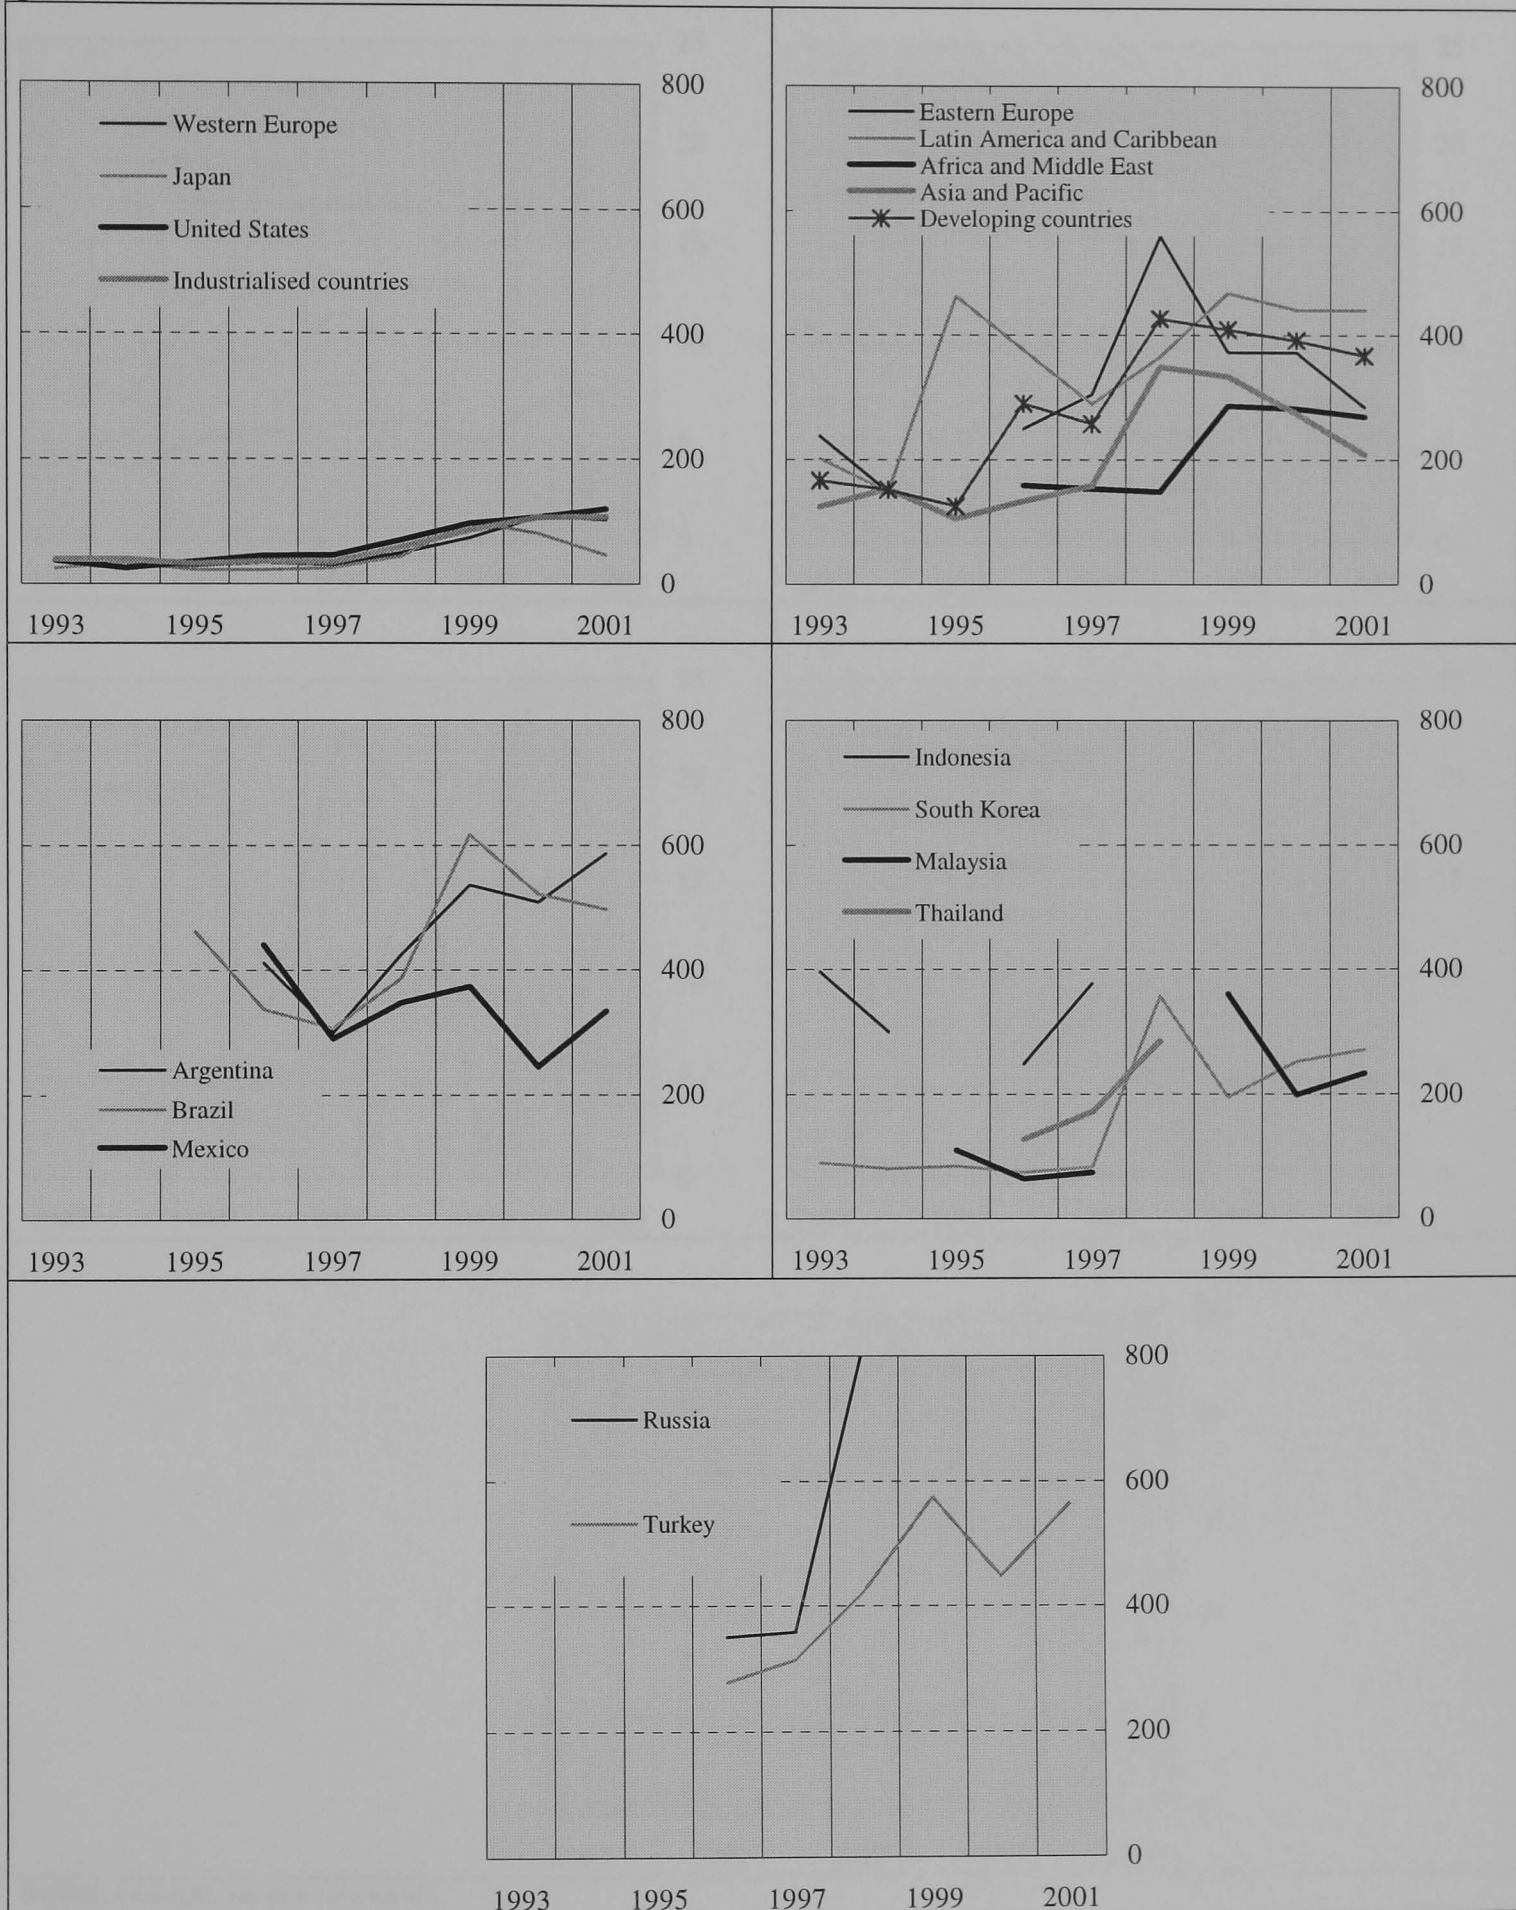 800
Western Europe
Japan
600
United States
Industrialised countries
400
200
0
1993 1995 1997 1999 2001
800
Eastern Europe
Latin America and Caribbean
Africa and Middle East
Asia and Pacific
600
Developing countries
400
200
0
1993 1995 1997 1999 2001
800
600
400
Argentina
200
Brazil
Mexico
0
1993 1995 1997 1999 2001
800
Indonesia
South Korea
600
Malaysia
Thailand
400
200
0
1993 1995 1997 1999 2001
800
Russia
600
Turkey
400
200
0
1993 1995 1997 1999 2001